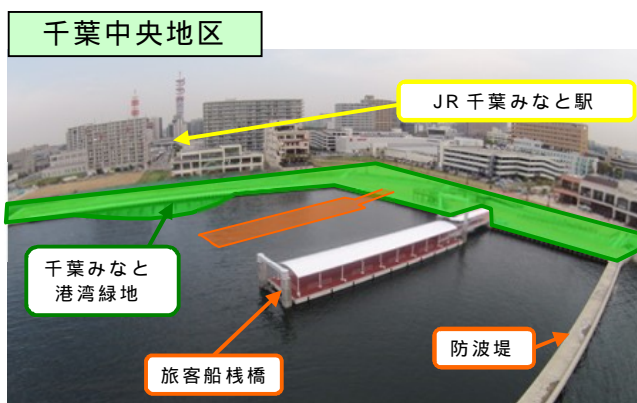 千葉中央地区
JR千葉みなと駅
千葉みなと
港湾緑地
旅客船桟橋
防波堤